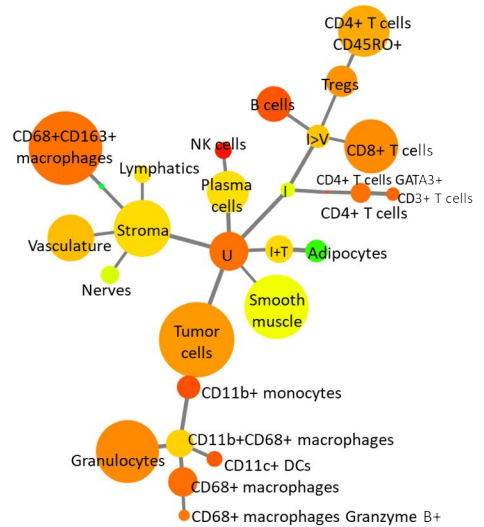 CD4+ T cells
CD45RO+
Tregs
B cells
I>V
CD8+ T cells
NK cells
CD68+CD163+
macrophages
Lymphatics
Plasma
cells
I
CD4+ T cells GATA3+
CD3+ T cells
CD4+ T cells
Stroma
Vasculature
U
I+T
Adipocytes
Nerves
Smooth
muscle
Tumor
cells
CD11b+ monocytes
CD11b+CD68+ macrophages
Granulocytes
CD11c+ DCs
CD68+ macrophages
CD68+ macrophages Granzyme B+